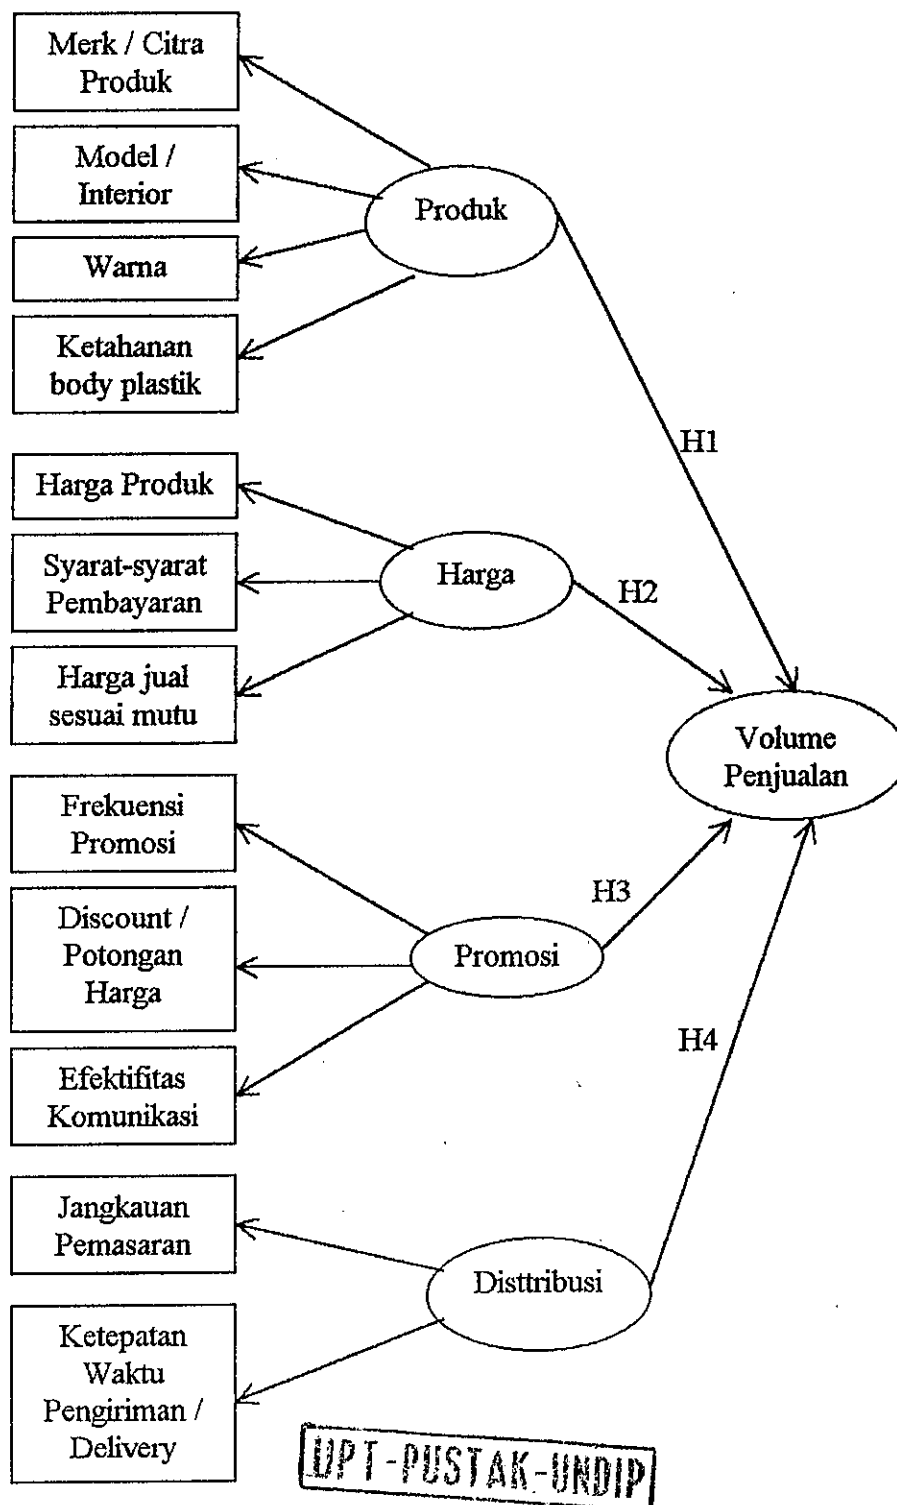 Merk / Citra
Produk
Model /
Interior
Produk
Warna
Ketahanan
body plastik
H1
Harga Produk
Syarat-syarat
Pembayaran
Harga
H2
Harga jual
sesuai mutu
Volume
Penjualan
Frekuensi
Promosi
H3
Discount /
Potongan
Harga
Promosi
H4
Efektifitas
Komunikasi
Jangkauan
Pemasaran
Disttribusi
Ketepatan
Waktu
Pengiriman /
Delivery
UPT-PUSTAK-UNDIP